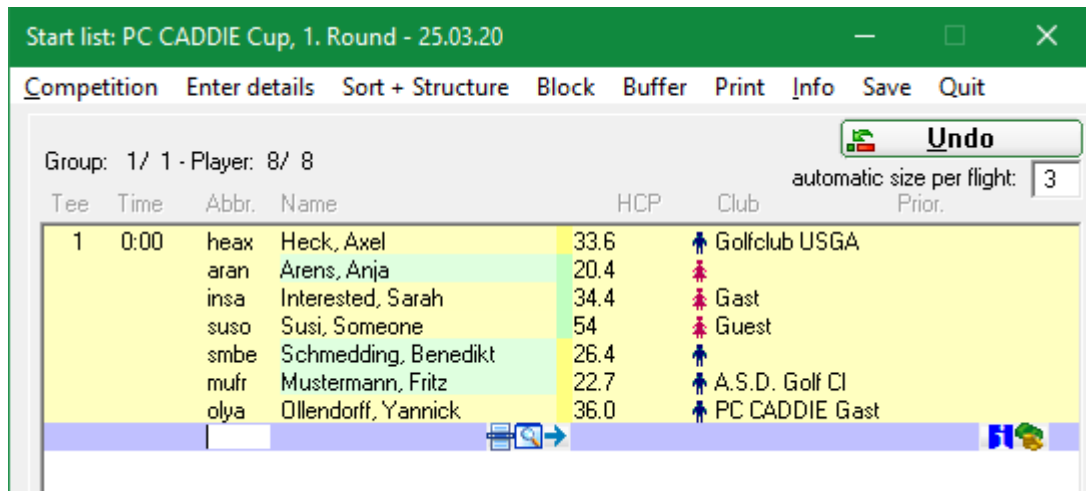 Start list: PC CADDIE Cup, 1. Round - 25.03.20
Competition Enter details Sort + Structure Block Buffer Print Info Save Quit
Undo
Group: 1/ 1 - Player: 8/ 8
automatic size per flight: 3
Tee Time Abbr. Name HCP Club Prior.
1 0:00 heax Heck, Axel 33.6 Golfclub USGA
aran Arens, Anja 20.4
insa Interested, Sarah 34.4 Gast
suso Susi, Someone 54 Guest
smbe Schmedding, Benedikt 26.4
mufr Mustermann, Fritz 22.7 A.S.D. Golf Cl
olya Ollendorff, Yannick 36.0 PC CADDIE Gast